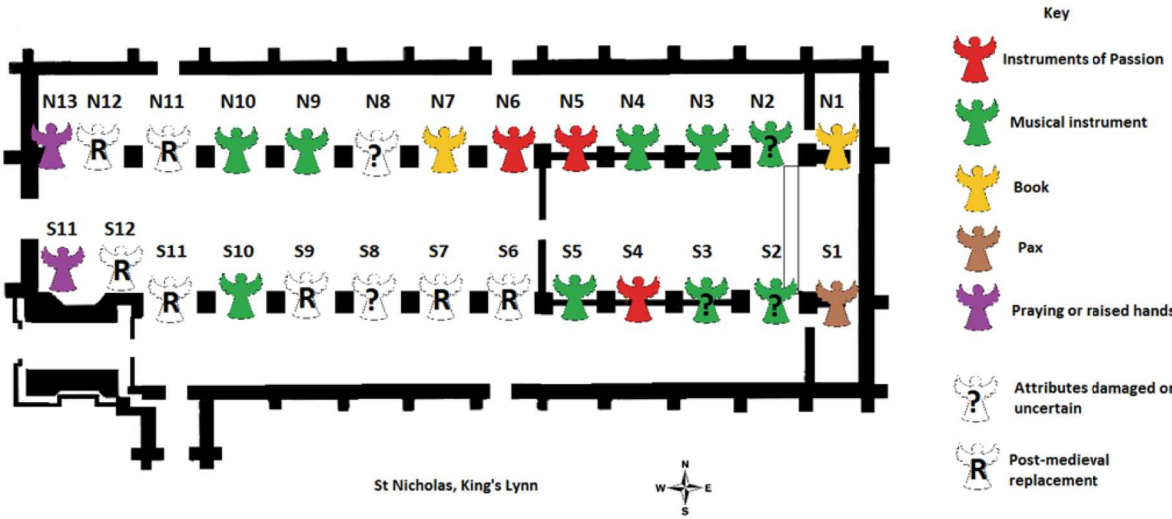 Key
Instruments of Passion
N13 N12 N11 N10 N9 N8 N7 N6 N5 N4 N3 N2 N1
Musical instrument
R R ? ?
Book
S11 S12
Pax
S11 S10 S9 S8 S7 S6 S5 S4 S3 S2 S1
R
R R ? R R ? ?
Praying or raised hands
Attributes damaged or
uncertain
?
Post-medieval
replacement
R
St Nicholas, King's Lynn
N
W E
S